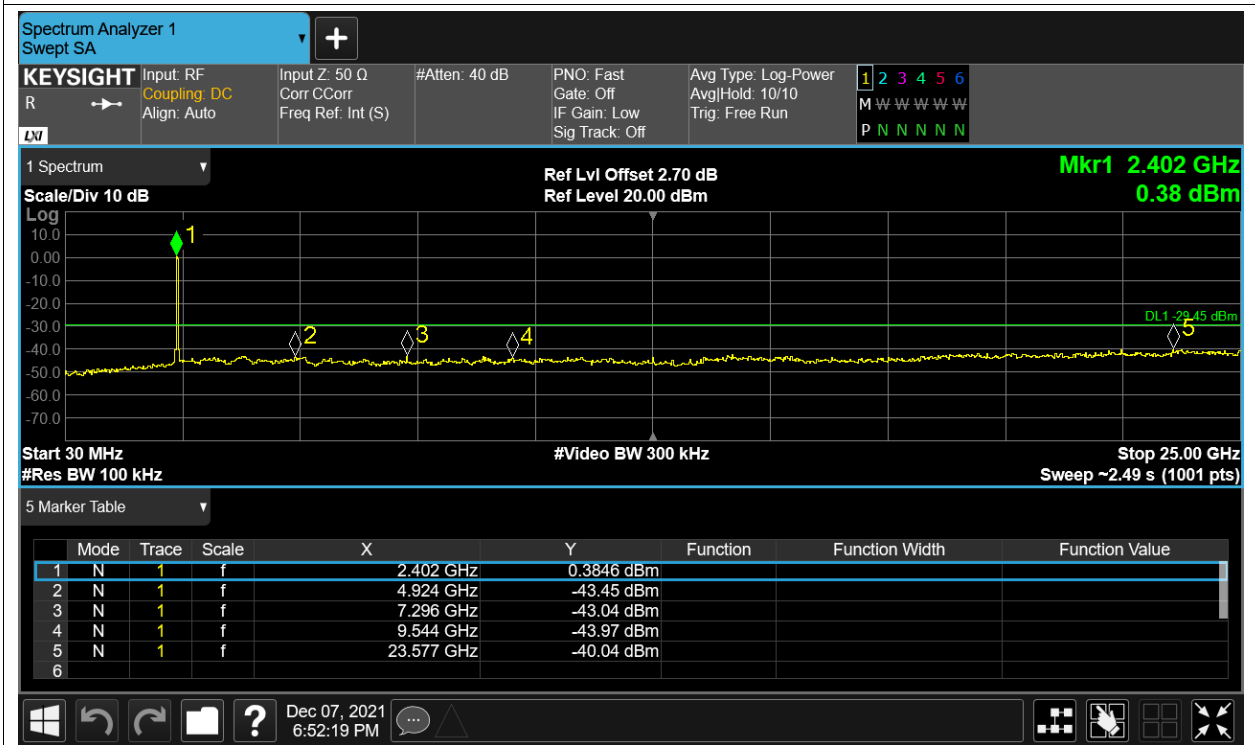 Spectrum Analyzer 1
Swept SA
KEYSIGHT
R
LXI
Input: RF
Coupling: DC
Align: Auto
Input Z: 50 Ω
Corr CCorr
Freq Ref: Int (S)
#Atten: 40 dB
PNO: Fast
Gate: Off
IF Gain: Low
Sig Track: Off
Avg Type: Log-Power
Avg|Hold: 10/10
Trig: Free Run
1 2 3 4 5 6
M W W W W W
P N N N N N
1 Spectrum
Scale/Div 10 dB
Ref Lvl Offset 2.70 dB
Ref Level 20.00 dBm
Mkr1 2.402 GHz
0.38 dBm
Log
10.0
0.00
-10.0
-20.0
-30.0
-40.0
-50.0
-60.0
-70.0
1
2
3
4
5
DL1 -29.45 dBm
Start 30 MHz
#Video BW 300 kHz
Stop 25.00 GHz
#Res BW 100 kHz
Sweep ~2.49 s (1001 pts)
5 Marker Table
Mode Trace Scale X Y Function Function Width Function Value
1 N 1 f 2.402 GHz 0.3846 dBm
2 N 1 f 4.924 GHz -43.45 dBm
3 N 1 f 7.296 GHz -43.04 dBm
4 N 1 f 9.544 GHz -43.97 dBm
5 N 1 f 23.577 GHz -40.04 dBm
6
?
Dec 07, 2021
6:52:19 PM